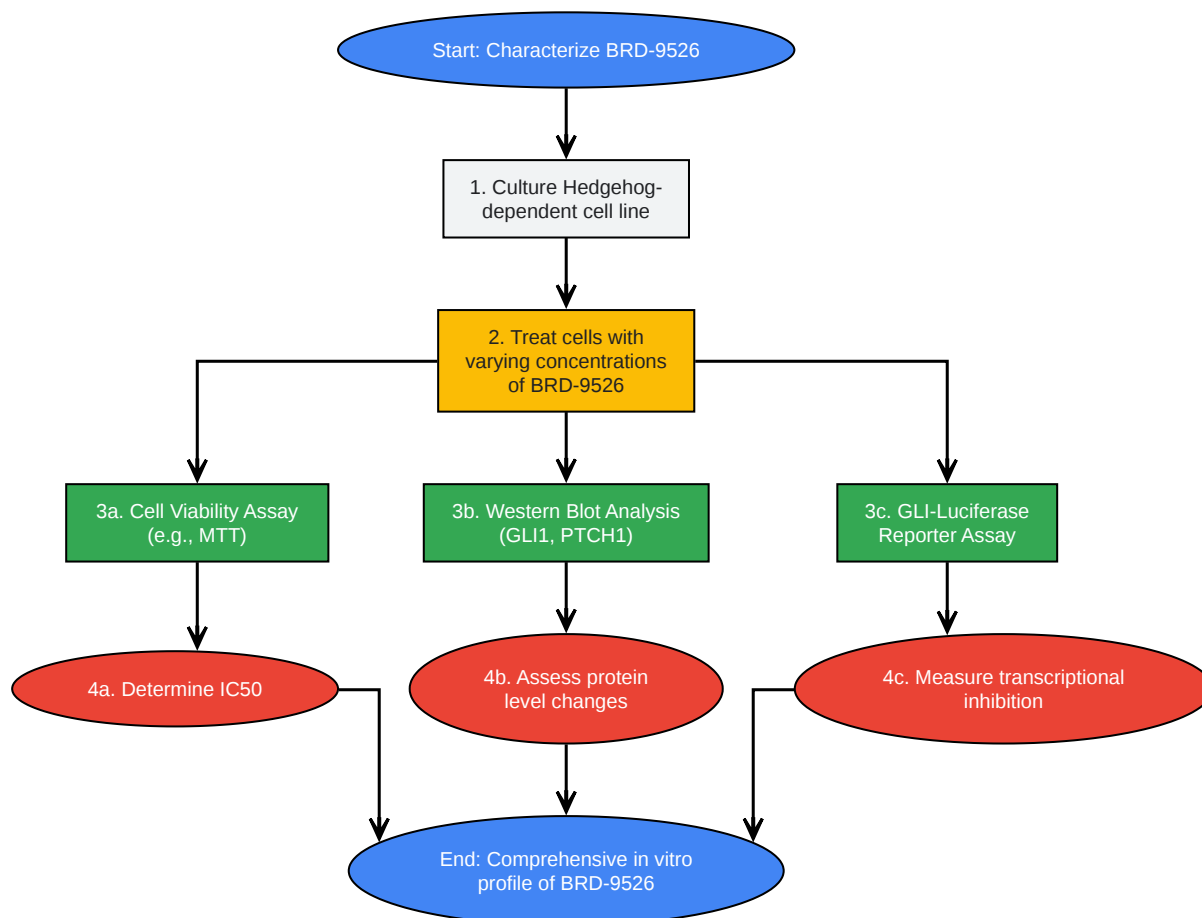 Start: Characterize BRD-9526
1. Culture Hedgehog-
dependent cell line
2. Treat cells with
varying concentrations
of BRD-9526
3a. Cell Viability Assay
(e.g., MTT)
3b. Western Blot Analysis
(GLI1, PTCH1)
3c. GLI-Luciferase
Reporter Assay
4a. Determine IC50
4b. Assess protein
level changes
4c. Measure transcriptional
inhibition
End: Comprehensive in vitro
profile of BRD-9526